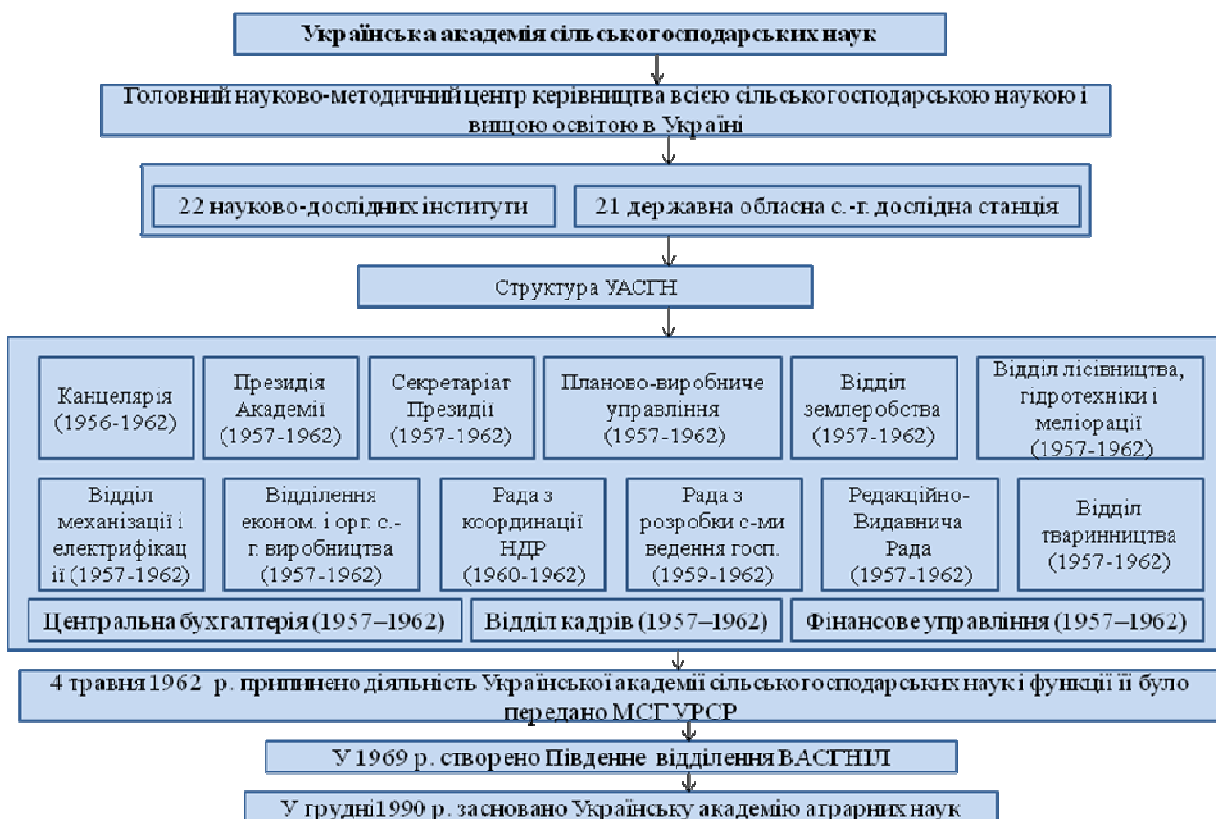 Українська академія сільськогосподарських наук
Головний науково-методичний центр керівництва всією сільськогосподарською наукою і
вищою освітою в Україні
22 науково-дослідних інститути
21 державна обласна с.-г. дослідна станція
Структура УАСГН
Канцелярія
(1956-1962)
Президія
Академії
(1957-1962)
Секретаріат
Президії
(1957-1962)
Планово-виробниче
управління
(1957-1962)
Відділ
землеробства
(1957-1962)
Відділ лісівництва,
гідротехніки і
меліорації
(1957-1962)
Відділ
механізації і
електрифікац
ії (1957-1962)
Відділення
економ. і орг. с.-
г. виробництва
(1957-1962)
Рада з
координації
НДР
(1960-1962)
Рада з
розробки с-ми
ведення госп.
(1959-1962)
Редакційно-
Видавнича
Рада
(1957-1962)
Відділ
тваринництва
(1957-1962)
Центральна бухгалтерія (1957–1962)
Відділ кадрів (1957–1962)
Фінансове управління (1957–1962)
4 травня 1962 р. припинено діяльність Української академії сільськогосподарських наук і функції її було
передано МСГ УРСР
У 1969 р. створено Південне відділення ВАСГНІЛ
У грудні1990 р. засновано Українську академію аграрних наук